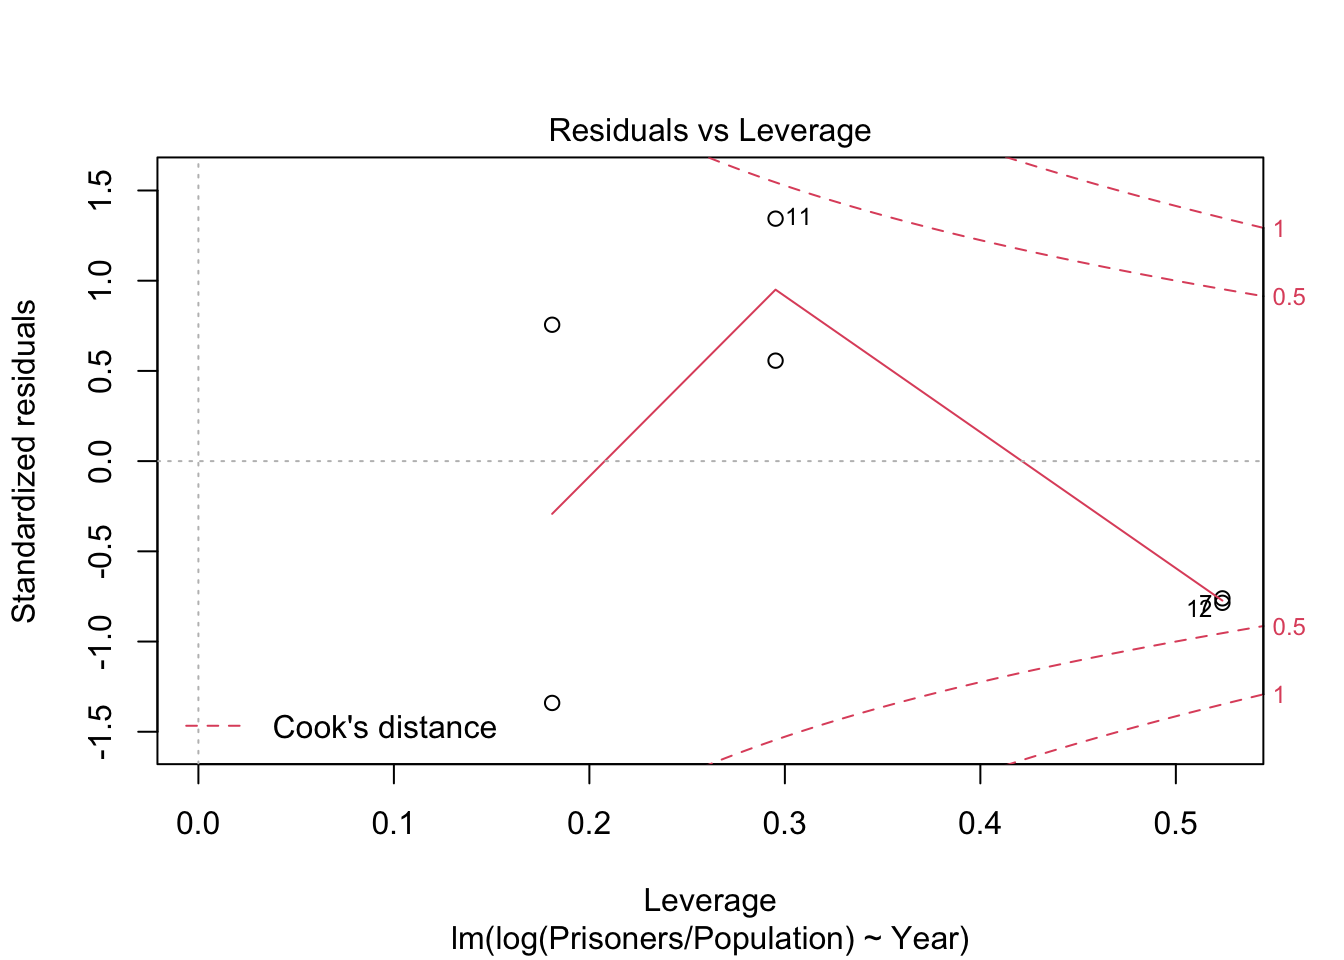 Residuals vs Leverage
Standardized residuals
1.5
1.0
0.5
0.0
-0.5
-1.0
-1.5
11
7
12
1
0.5
0.5
1
Cook's distance
0.0 0.1 0.2 0.3 0.4 0.5
Leverage
lm(log(Prisoners/Population) ~ Year)